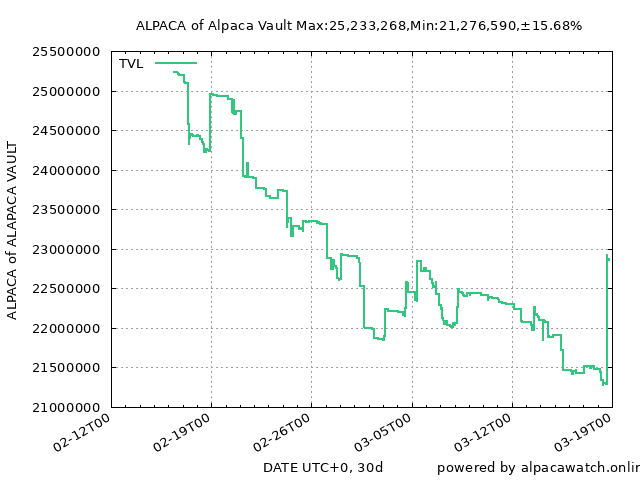 ALPACA of Alpaca Vault Max:25,233,268,Min:21,276,590,±15.68%
TVL
ALPACA of ALAPACA VAULT
25500000
25000000
24500000
24000000
23500000
23000000
22500000
22000000
21500000
21000000
02-12T00
02-19T00
02-26T00
03-05T00
03-12T00
03-19T00
DATE UTC+0, 30d
powered by alpacawatch.onlin